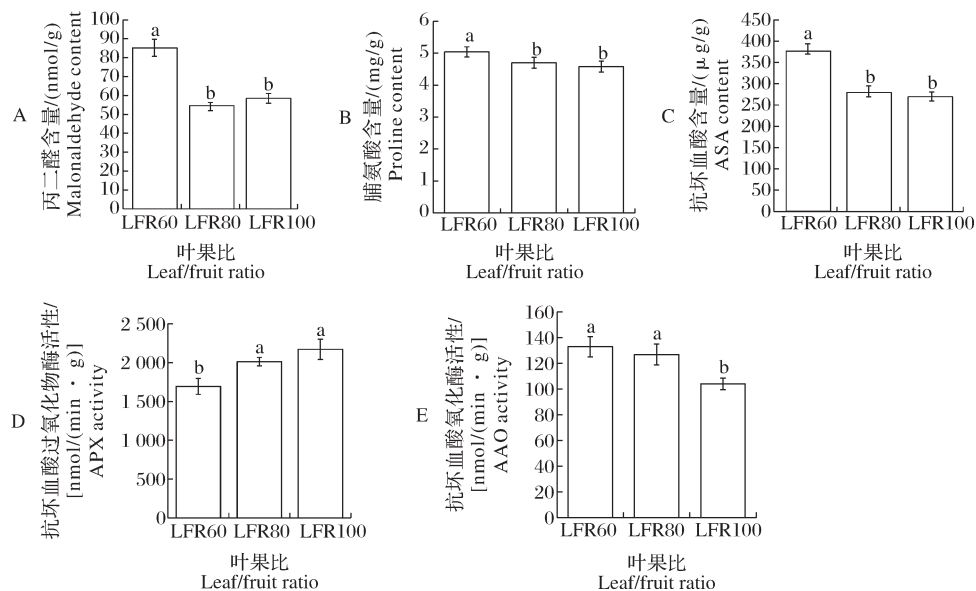 A
丙二醛含量/(nmol/g)
Malonaldehyde content
90
80
70
60
50
40
30
20
10
0
a
b
b
LFR60 LFR80 LFR100
叶果比
Leaf/fruit ratio
B
脯氨酸含量/(mg/g)
Proline content
6
5
4
3
2
1
0
a
b
b
LFR60 LFR80 LFR100
叶果比
Leaf/fruit ratio
C
抗坏血酸含量/(μg/g)
ASA content
450
400
350
300
250
200
150
100
50
0
a
b
b
LFR60 LFR80 LFR100
叶果比
Leaf/fruit ratio
D
抗坏血酸过氧化物酶活性/
[nmol/(min · g)]
APX activity
2 500
2 000
1 500
1 000
500
0
b
a
a
LFR60 LFR80 LFR100
叶果比
Leaf/fruit ratio
E
抗坏血酸氧化酶活性/
[nmol/(min · g)]
AAO activity
160
140
120
100
80
60
40
20
0
a
a
b
LFR60 LFR80 LFR100
叶果比
Leaf/fruit ratio